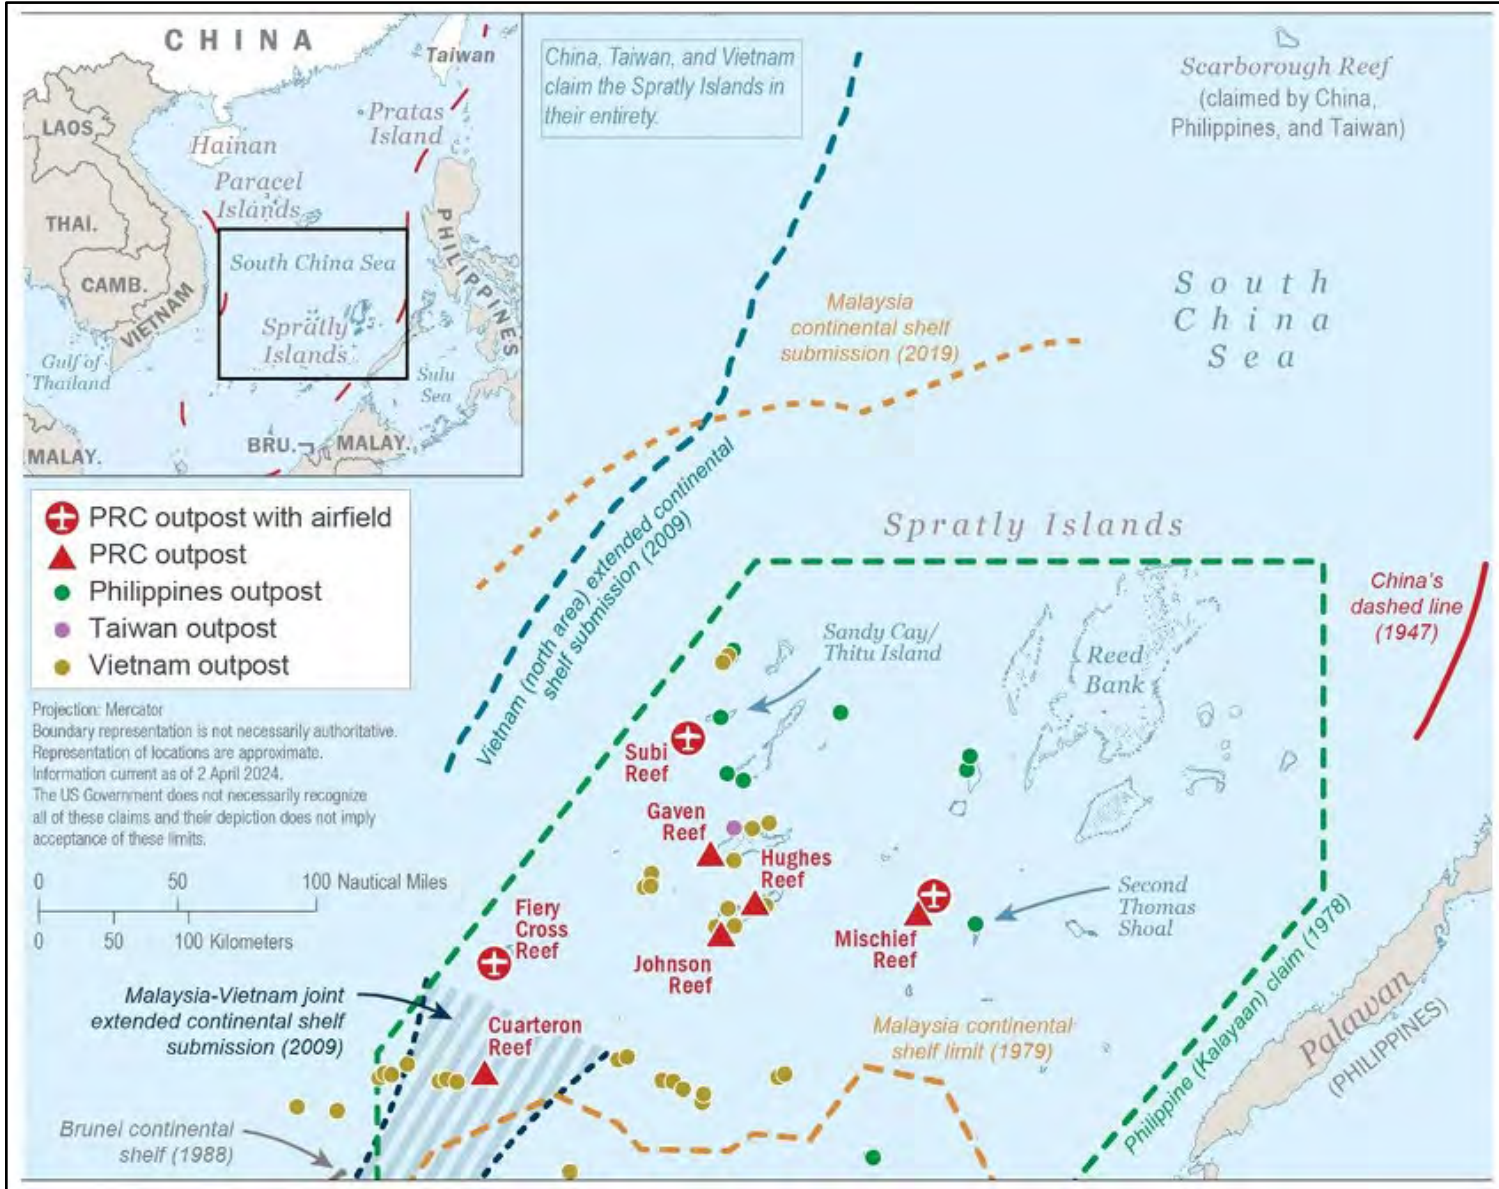 CHINA
Taiwan
Pratas
Island
LAOS
Hainan
Paracel
Islands
THAI.
South China Sea
CAMB.
VIETNAM
PHILIPPINES
Spratly
Islands
Gulf of
Thailand
Sulu
Sea
BRU.
MALAY.
MALAY.
China, Taiwan, and Vietnam
claim the Spratly Islands in
their entirety.
Scarborough Reef
(claimed by China,
Philippines, and Taiwan)
South
China
Sea
Malaysia
continental shelf
submission (2019)
Vietnam (north area) extended continental
shelf submission (2009)
PRC outpost with airfield
PRC outpost
Philippines outpost
Taiwan outpost
Vietnam outpost
Projection: Mercator
Boundary representation is not necessarily authoritative.
Representation of locations are approximate.
Information current as of 2 April 2024.
The US Government does not necessarily recognize
all of these claims and their depiction does not imply
acceptance of these limits.
0 50 100 Nautical Miles
0 50 100 Kilometers
Spratly Islands
China's
dashed line
(1947)
Sandy Cay/
Thitu Island
Reed
Bank
Subi
Reef
Gaven
Reef
Hughes
Reef
Second
Thomas
Shoal
Fiery
Cross
Reef
Mischief
Reef
Johnson
Reef
Malaysia-Vietnam joint
extended continental shelf
submission (2009)
Cuarteron
Reef
Malaysia continental
shelf limit (1979)
Philippine (Kalayaan) claim (1978)
Palawan
(PHILIPPINES)
Brunei continental
shelf (1988)